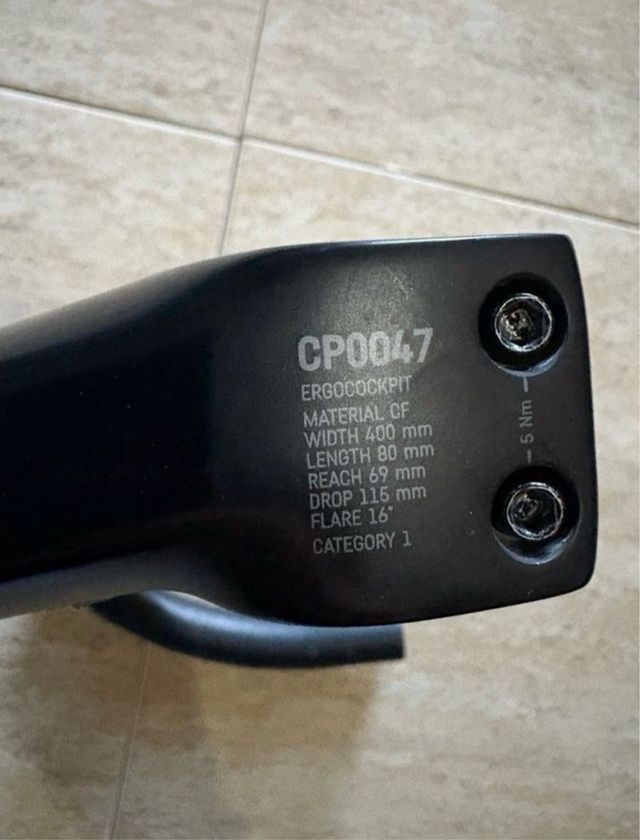 CP0047
ERGOCOCKPIT
MATERIAL CF
WIDTH 400 mm
LENGTH 80 mm
REACH 69 mm
DROP 115 mm
FLARE 16°
CATEGORY 1
5 Nm